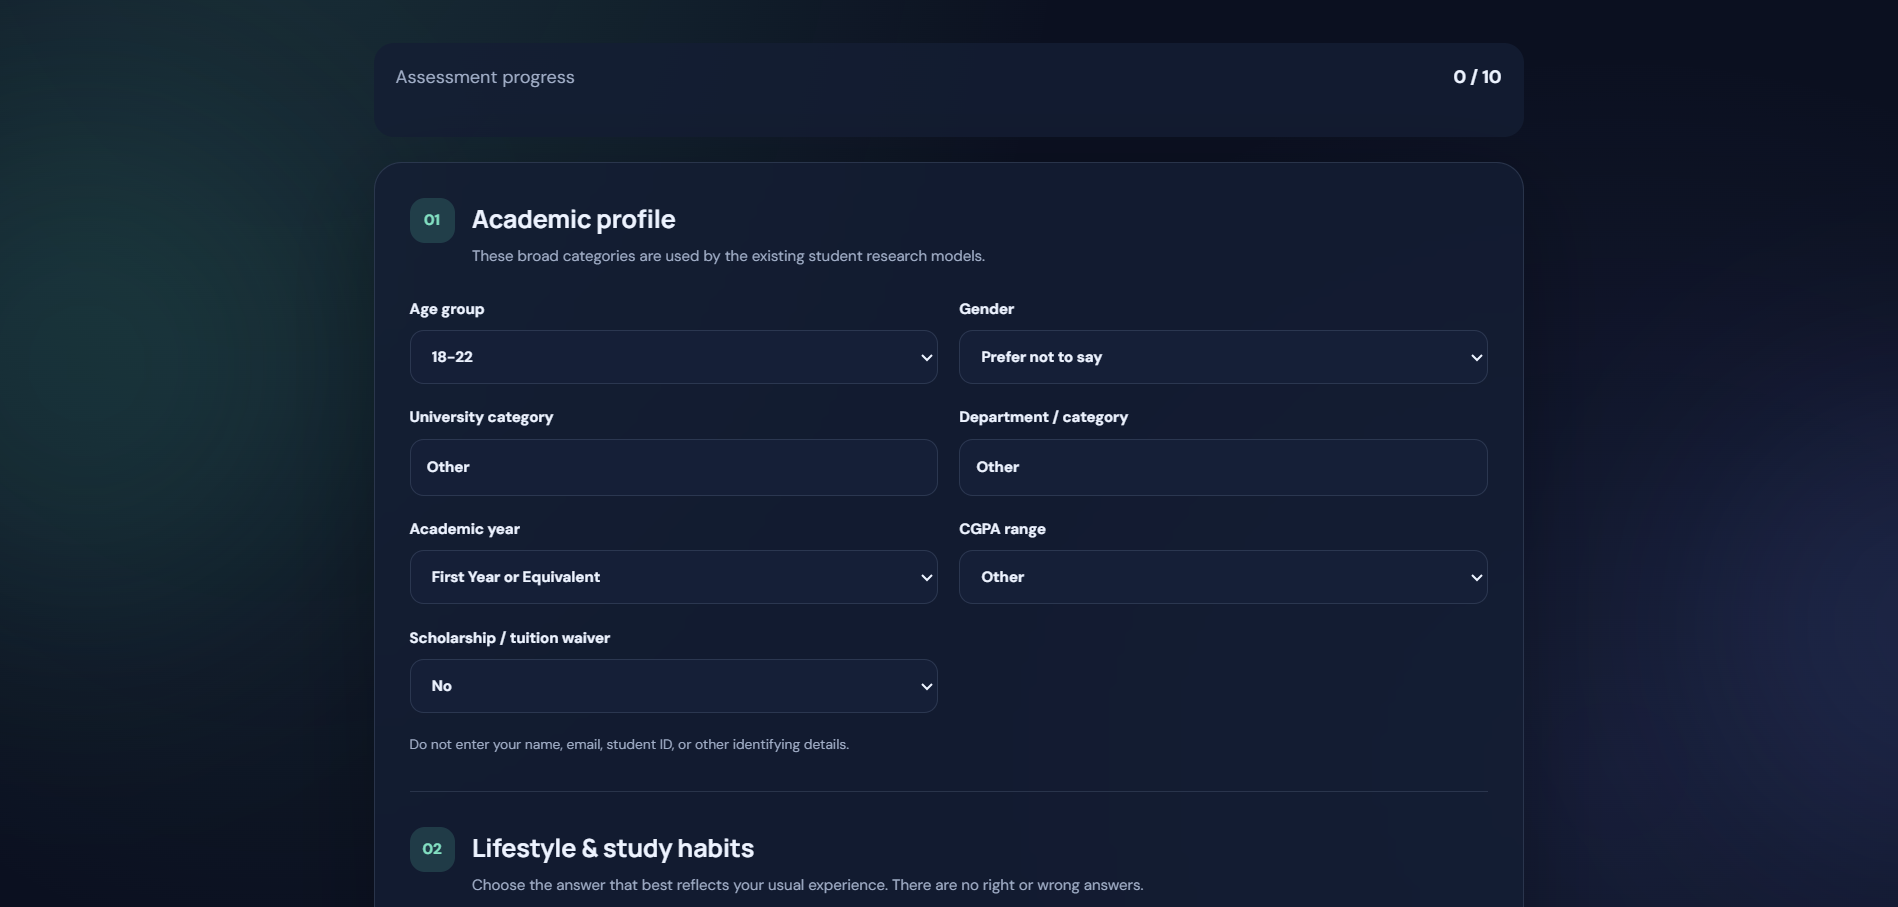 Assessment progress
0 / 10
01
Academic profile
These broad categories are used by the existing student research models.
Age group
Gender
18–22
Prefer not to say
University category
Department / category
Other
Other
Academic year
CGPA range
First Year or Equivalent
Other
Scholarship / tuition waiver
No
Do not enter your name, email, student ID, or other identifying details.
02
Lifestyle & study habits
Choose the answer that best reflects your usual experience. There are no right or wrong answers.